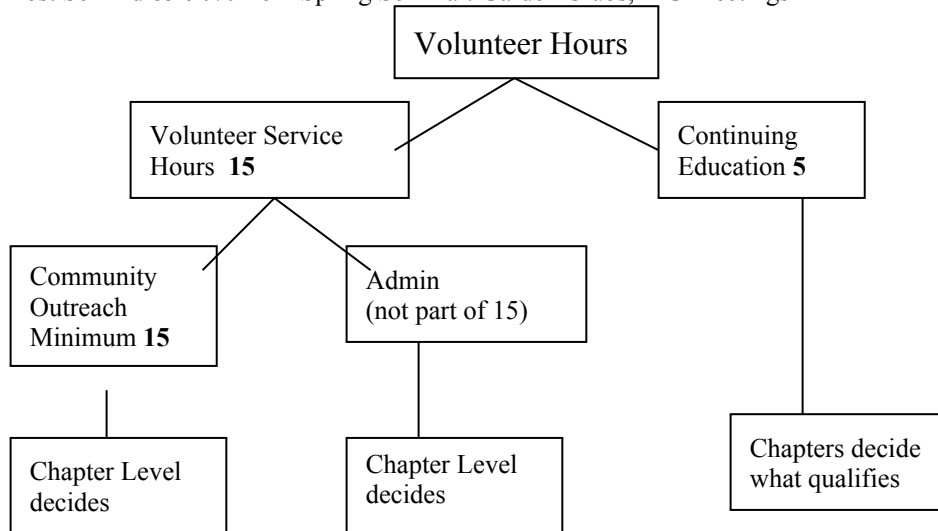 Volunteer Hours
Volunteer Service
Hours 15
Continuing
Education 5
Community
Outreach
Minimum 15
Admin
(not part of 15)
Chapter Level
decides
Chapter Level
decides
Chapters decide
what qualifies